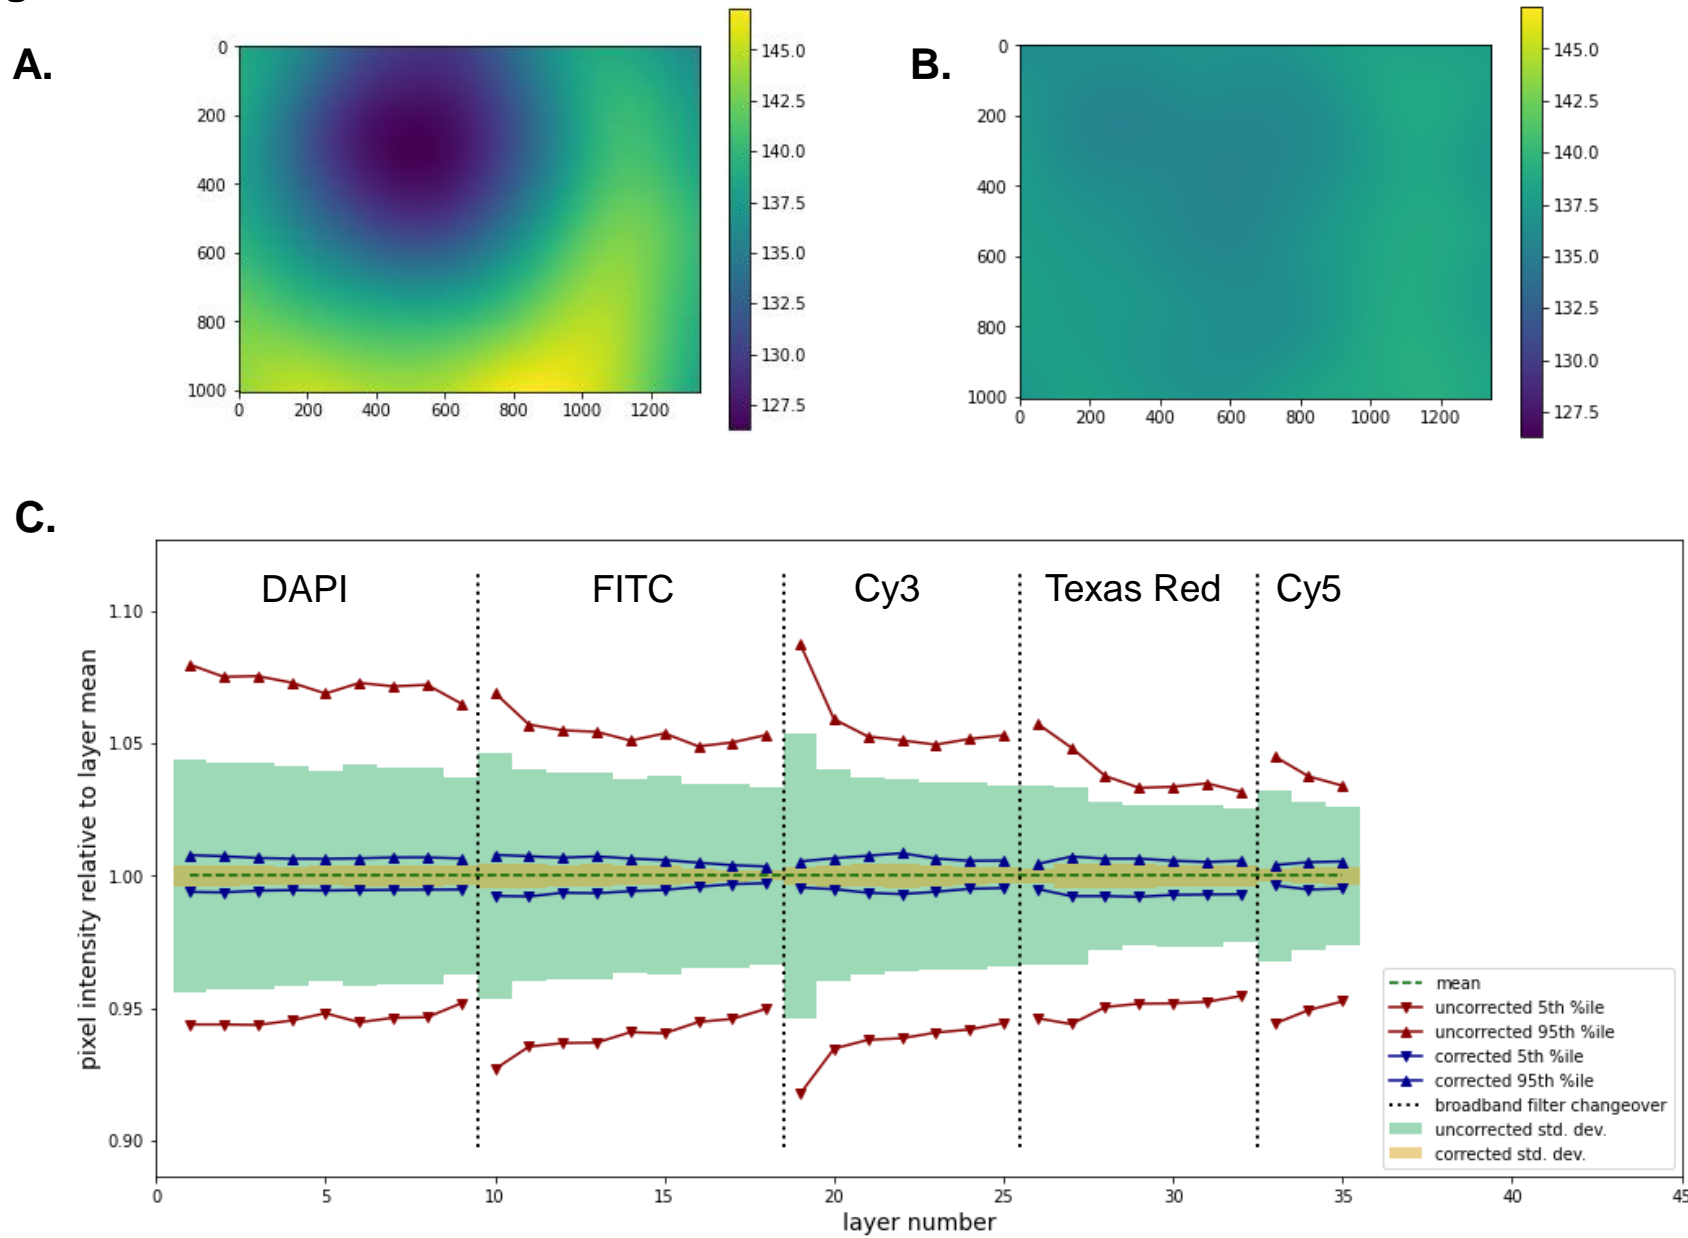 A.
0
200
400
600
800
1000
0 200 400 600 800 1000 1200
145.0
142.5
140.0
137.5
135.0
132.5
130.0
127.5
B.
0
200
400
600
800
1000
0 200 400 600 800 1000 1200
145.0
142.5
140.0
137.5
135.0
132.5
130.0
127.5
C.
DAPI FITC Cy3 Texas Red Cy5
pixel intensity relative to layer mean
1.10
1.05
1.00
0.95
0.90
mean
uncorrected 5th %ile
uncorrected 95th %ile
corrected 5th %ile
corrected 95th %ile
broadband filter changeover
uncorrected std. dev.
corrected std. dev.
0 5 10 15 20 25 30 35 40 45
layer number